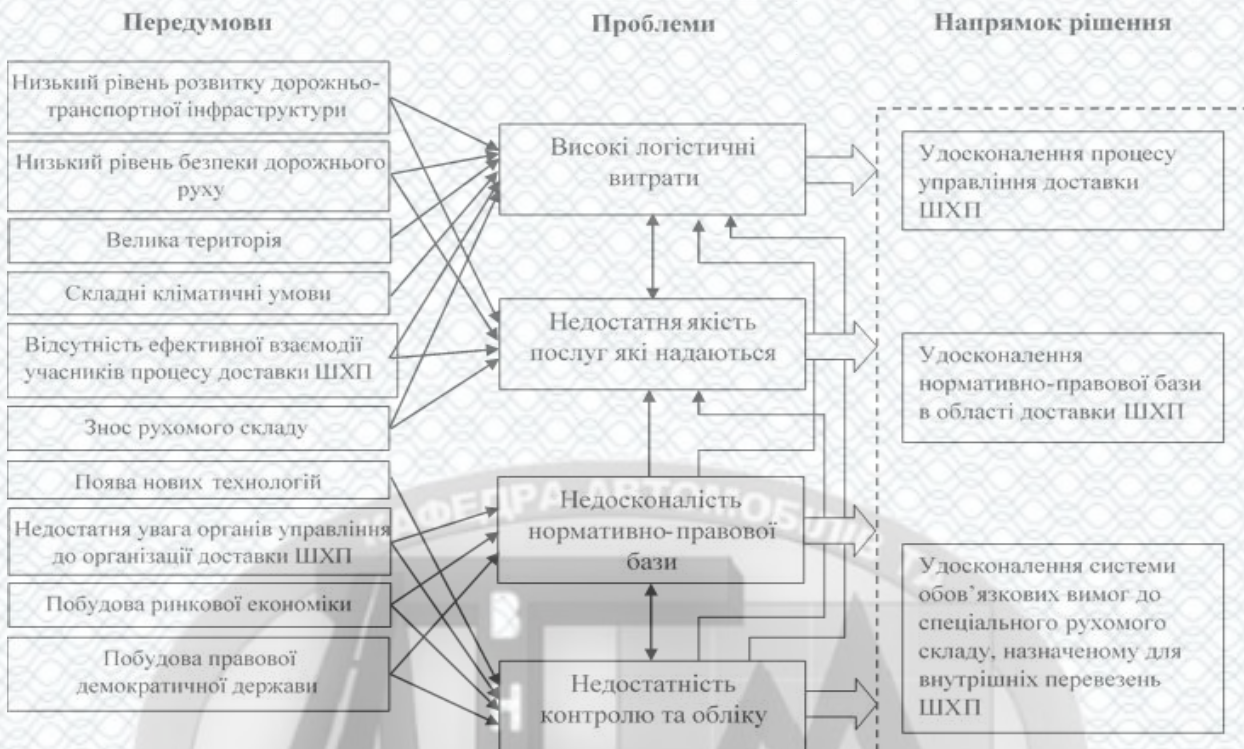 Передумови
Проблеми
Напрямок рішення
Низький рівень розвитку дорожньо-
транспортної інфраструктури
Низький рівень безпеки дорожнього
руху
Велика територія
Складні кліматичні умови
Відсутність ефективної взаємодії
учасників процесу доставки ШХП
Знос рухомого складу
Поява нових технологій
Недостатня увага органів управління
до організації доставки ШХП
Побудова ринкової економіки
Побудова правової
демократичної держави
Високі логістичні
витрати
Недостатня якість
послуг які надаються
Недосконалість
нормативно-правової
бази
Недостатність
контролю та обліку
Удосконалення процесу
управління доставки
ШХП
Удосконалення
нормативно-правової бази
в області доставки ШХП
Удосконалення системи
обов’язкових вимог до
спеціального рухомого
складу, назначеному для
внутрішніх перевезень
ШХП